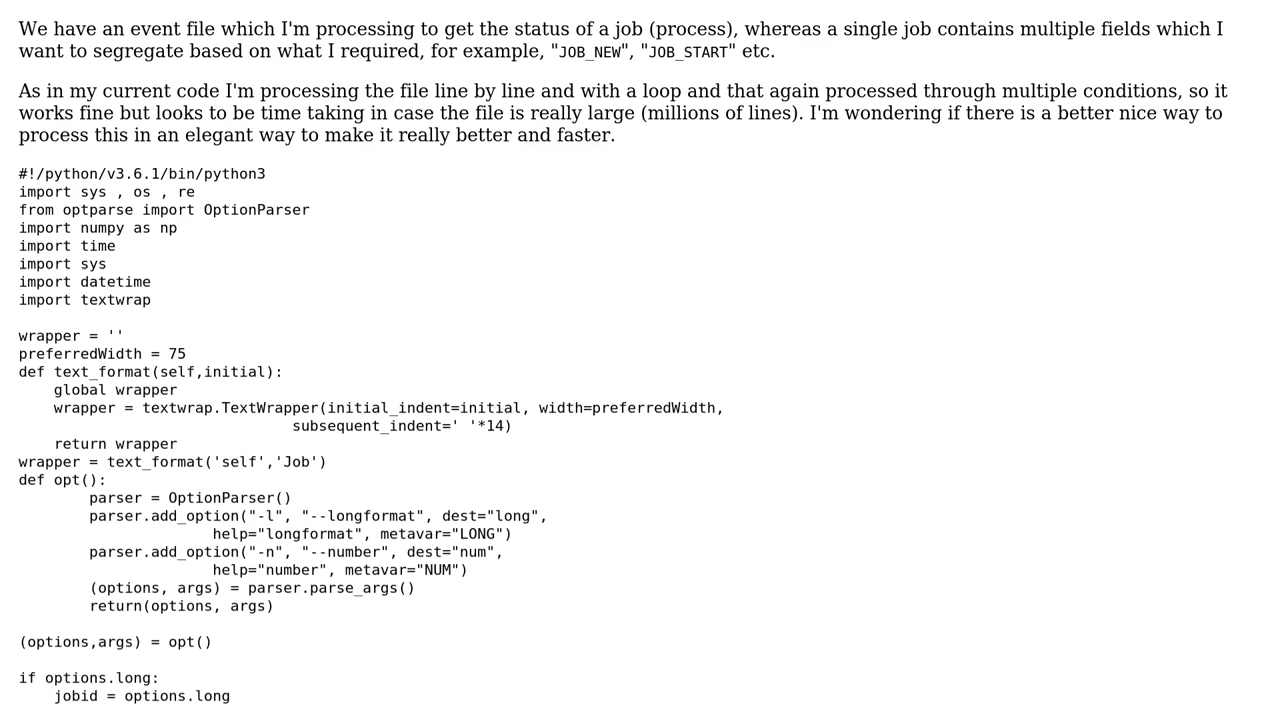 We have an event file which I'm processing to get the status of a job (process), whereas a single job contains multiple fields which I
want to segregate based on what I required, for example, "JOB_NEW", "JOB_START" etc.
As in my current code I'm processing the file line by line and with a loop and that again processed through multiple conditions, so it
works fine but looks to be time taking in case the file is really large (millions of lines). I'm wondering if there is a better nice way to
process this in an elegant way to make it really better and faster.
#!/python/v3.6.1/bin/python3
import sys , os , re
from optparse import OptionParser
import numpy as np
import time
import sys
import datetime
import textwrap
wrapper = ''
preferredWidth = 75
def text_format(self,initial):
    global wrapper
    wrapper = textwrap.TextWrapper(initial_indent=initial, width=preferredWidth,
                               subsequent_indent=' '*14)
    return wrapper
wrapper = text_format('self','Job')
def opt():
        parser = OptionParser()
        parser.add_option("-l", "--longformat", dest="long",
                      help="longformat", metavar="LONG")
        parser.add_option("-n", "--number", dest="num",
                      help="number", metavar="NUM")
        (options, args) = parser.parse_args()
        return(options, args)
(options,args) = opt()
if options.long:
    jobid = options.long